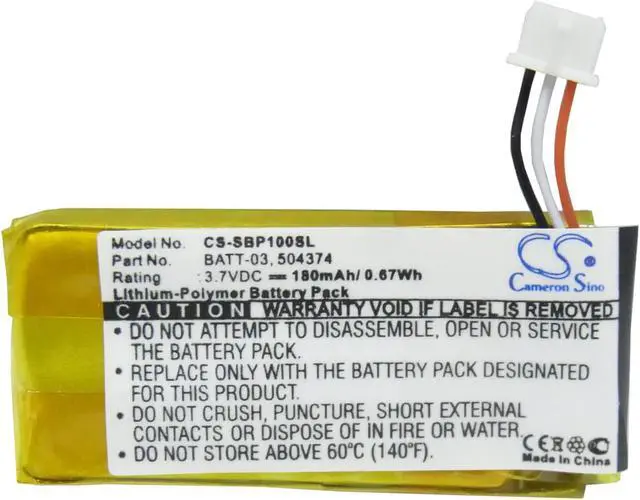 Model No. CS-SBP100SL
Part No. BATT-03, 504374
Rating : 3.7VDC ⎓ 180mAh/ 0.67Wh
Lithium-Polymer Battery Pack
CS
Cameron Sino
CAUTION: WARRANTY VOID IF LABEL IS REMOVED.
• DO NOT ATTEMPT TO DISASSEMBLE, OPEN OR SERVICE
THE BATTERY PACK.
• REPLACE ONLY WITH THE BATTERY PACK DESIGNATED
FOR THIS PRODUCT.
• DO NOT CRUSH, PUNCTURE, SHORT EXTERNAL
CONTACTS OR DISPOSE OF IN FIRE OR WATER.
• DO NOT STORE ABOVE 60°C (140°F).
CE
Made in China